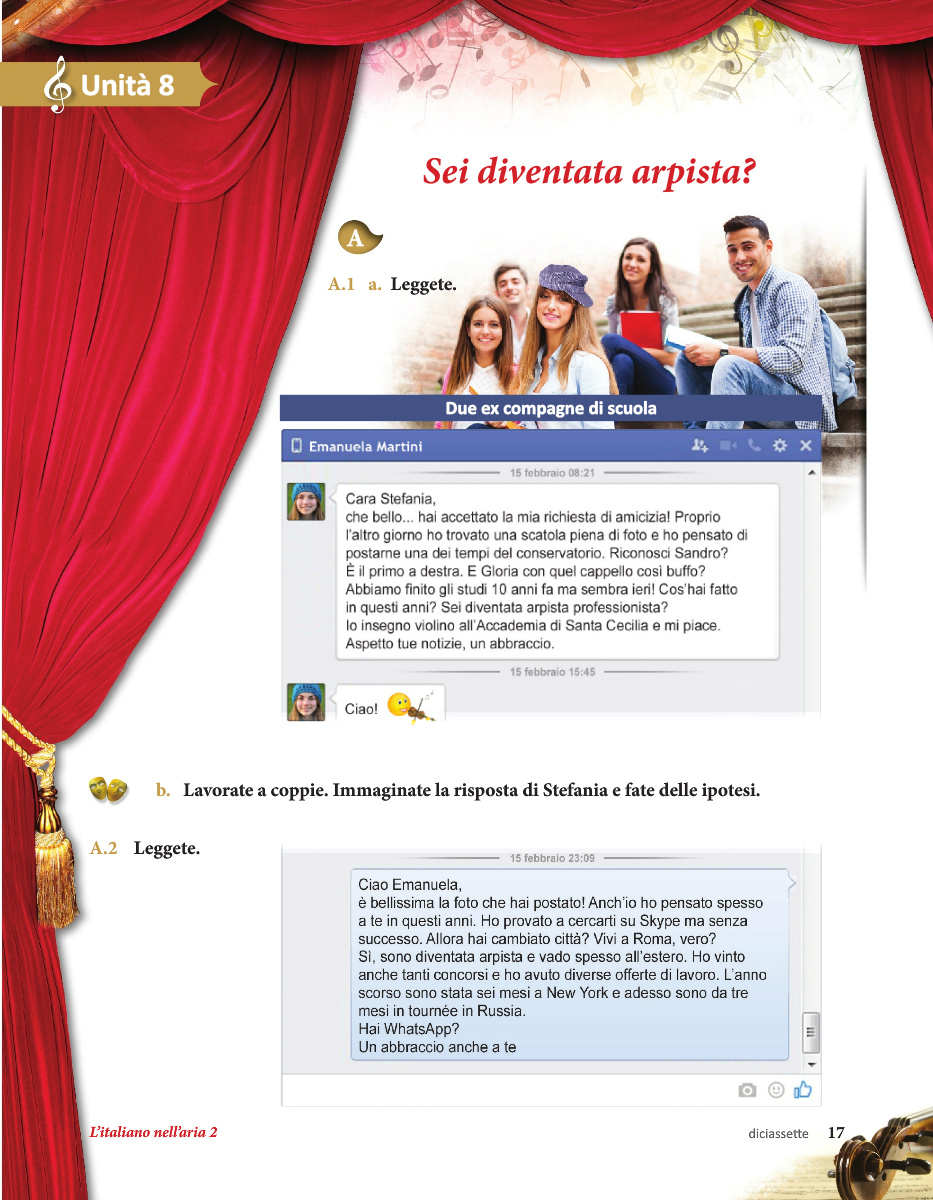 Unità 8
Sei diventata arpista?
A
A.1 a. Leggete.
Due ex compagne di scuola
Emanuela Martini
15 febbraio 08:21
Cara Stefania,
che bello... hai accettato la mia richiesta di amicizia! Proprio
l'altro giorno ho trovato una scatola piena di foto e ho pensato di
postarne una dei tempi del conservatorio. Riconosci Sandro?
È il primo a destra. E Gloria con quel cappello così buffo?
Abbiamo finito gli studi 10 anni fa ma sembra ieri! Cos'hai fatto
in questi anni? Sei diventata arpista professionista?
Io insegno violino all'Accademia di Santa Cecilia e mi piace.
Aspetto tue notizie, un abbraccio.
15 febbraio 15:45
Ciao!
b. Lavorate a coppie. Immaginate la risposta di Stefania e fate delle ipotesi.
A.2 Leggete.
15 febbraio 23:09
Ciao Emanuela,
è bellissima la foto che hai postato! Anch'io ho pensato spesso
a te in questi anni. Ho provato a cercarti su Skype ma senza
successo. Allora hai cambiato città? Vivi a Roma, vero?
Sì, sono diventata arpista e vado spesso all'estero. Ho vinto
anche tanti concorsi e ho avuto diverse offerte di lavoro. L'anno
scorso sono stata sei mesi a New York e adesso sono da tre
mesi in tournée in Russia.
Hai WhatsApp?
Un abbraccio anche a te
L'italiano nell'aria 2
diciassette 17